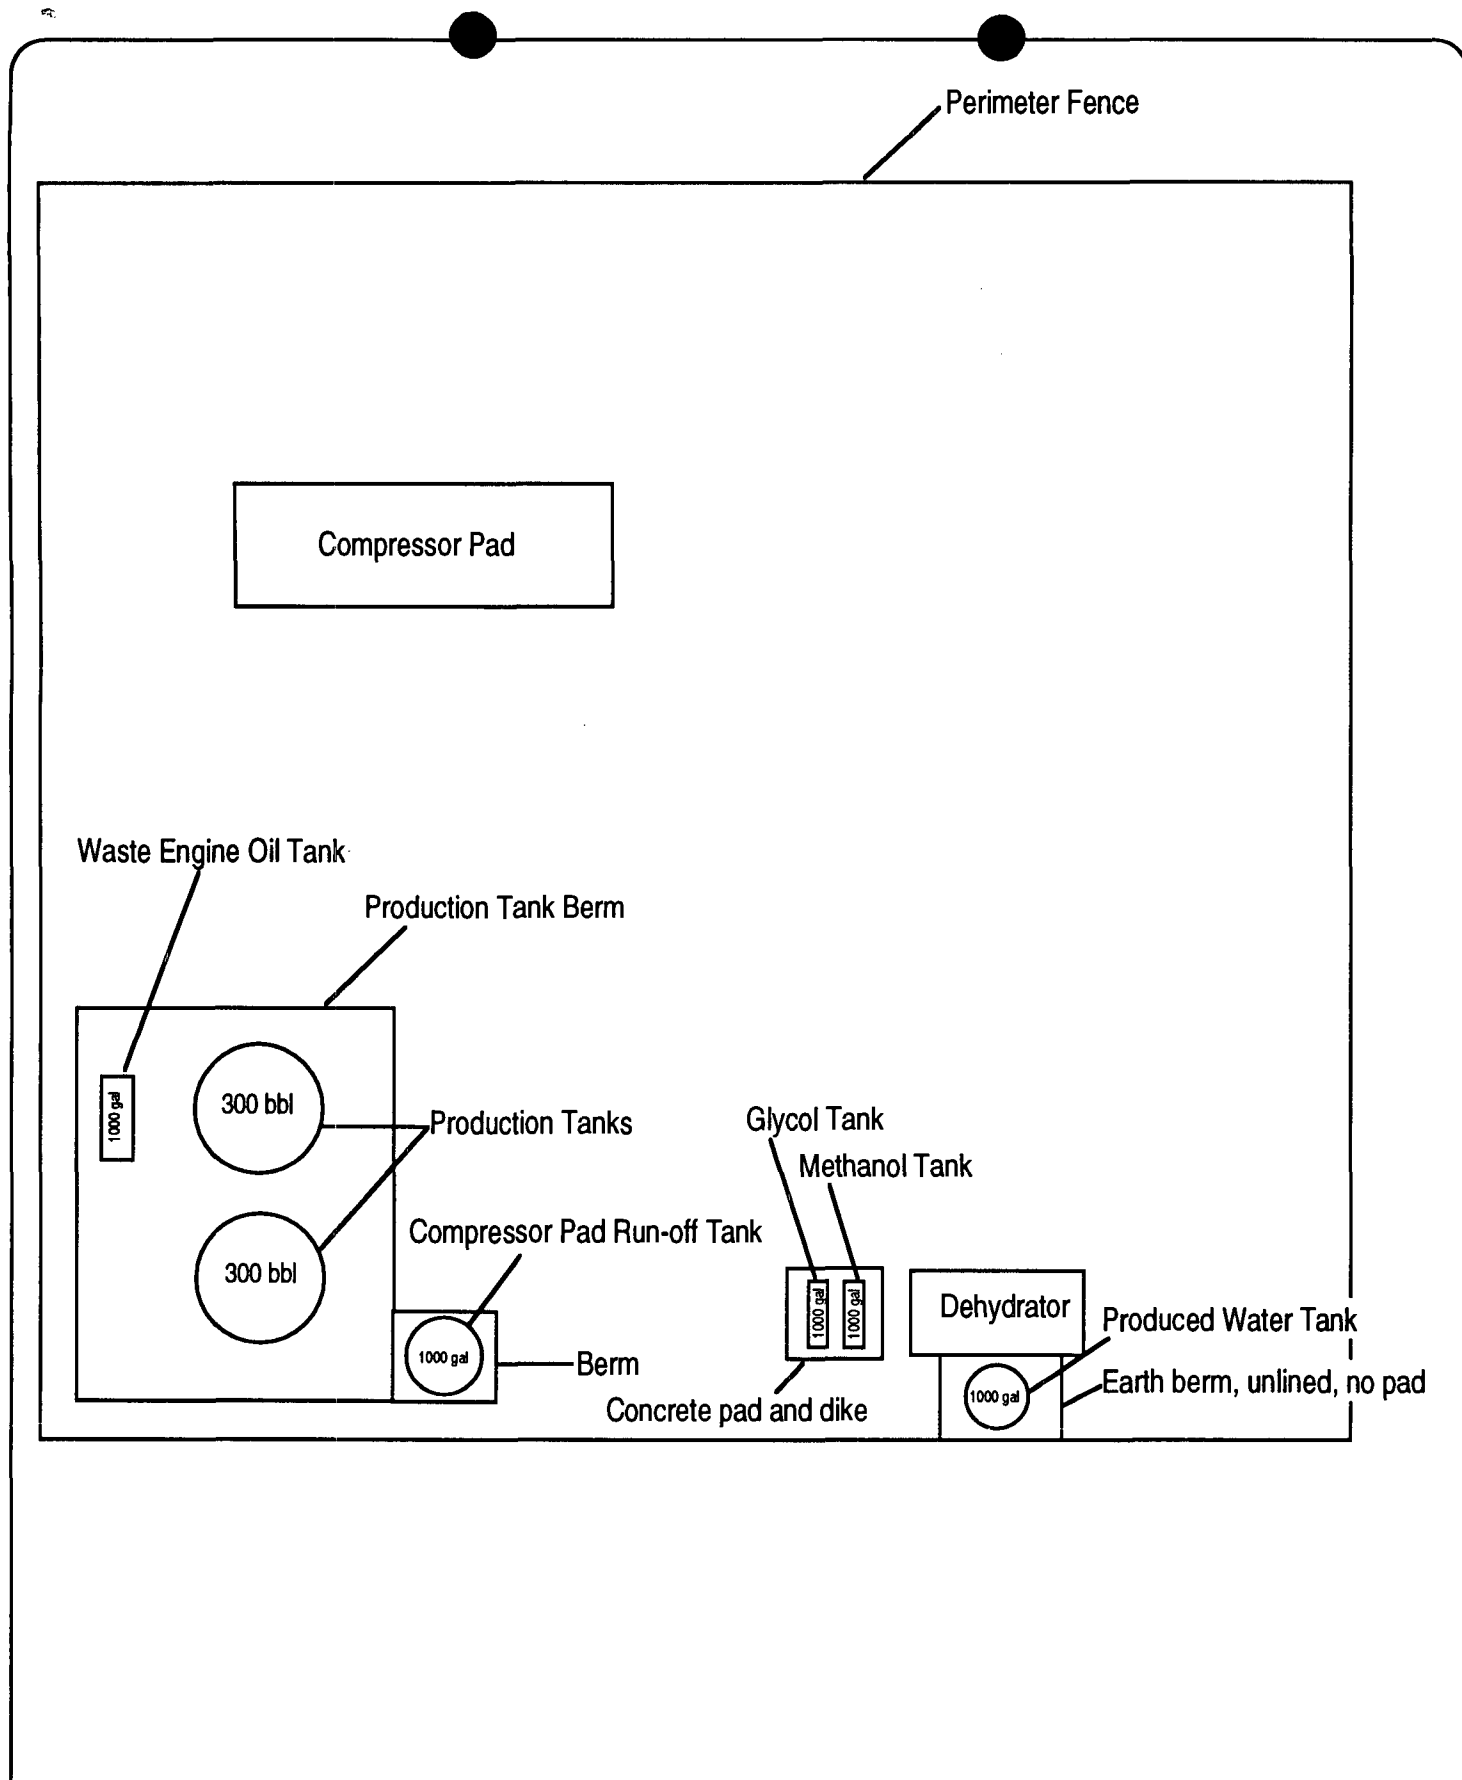 Perimeter Fence
Compressor Pad
Waste Engine Oil Tank
Production Tank Berm
1000 gal
300 bbl
Production Tanks
300 bbl
Compressor Pad Run-off Tank
1000 gal
Berm
Glycol Tank
Methanol Tank
1000 gal
1000 gal
Concrete pad and dike
Dehydrator
Produced Water Tank
1000 gal
Earth berm, unlined, no pad